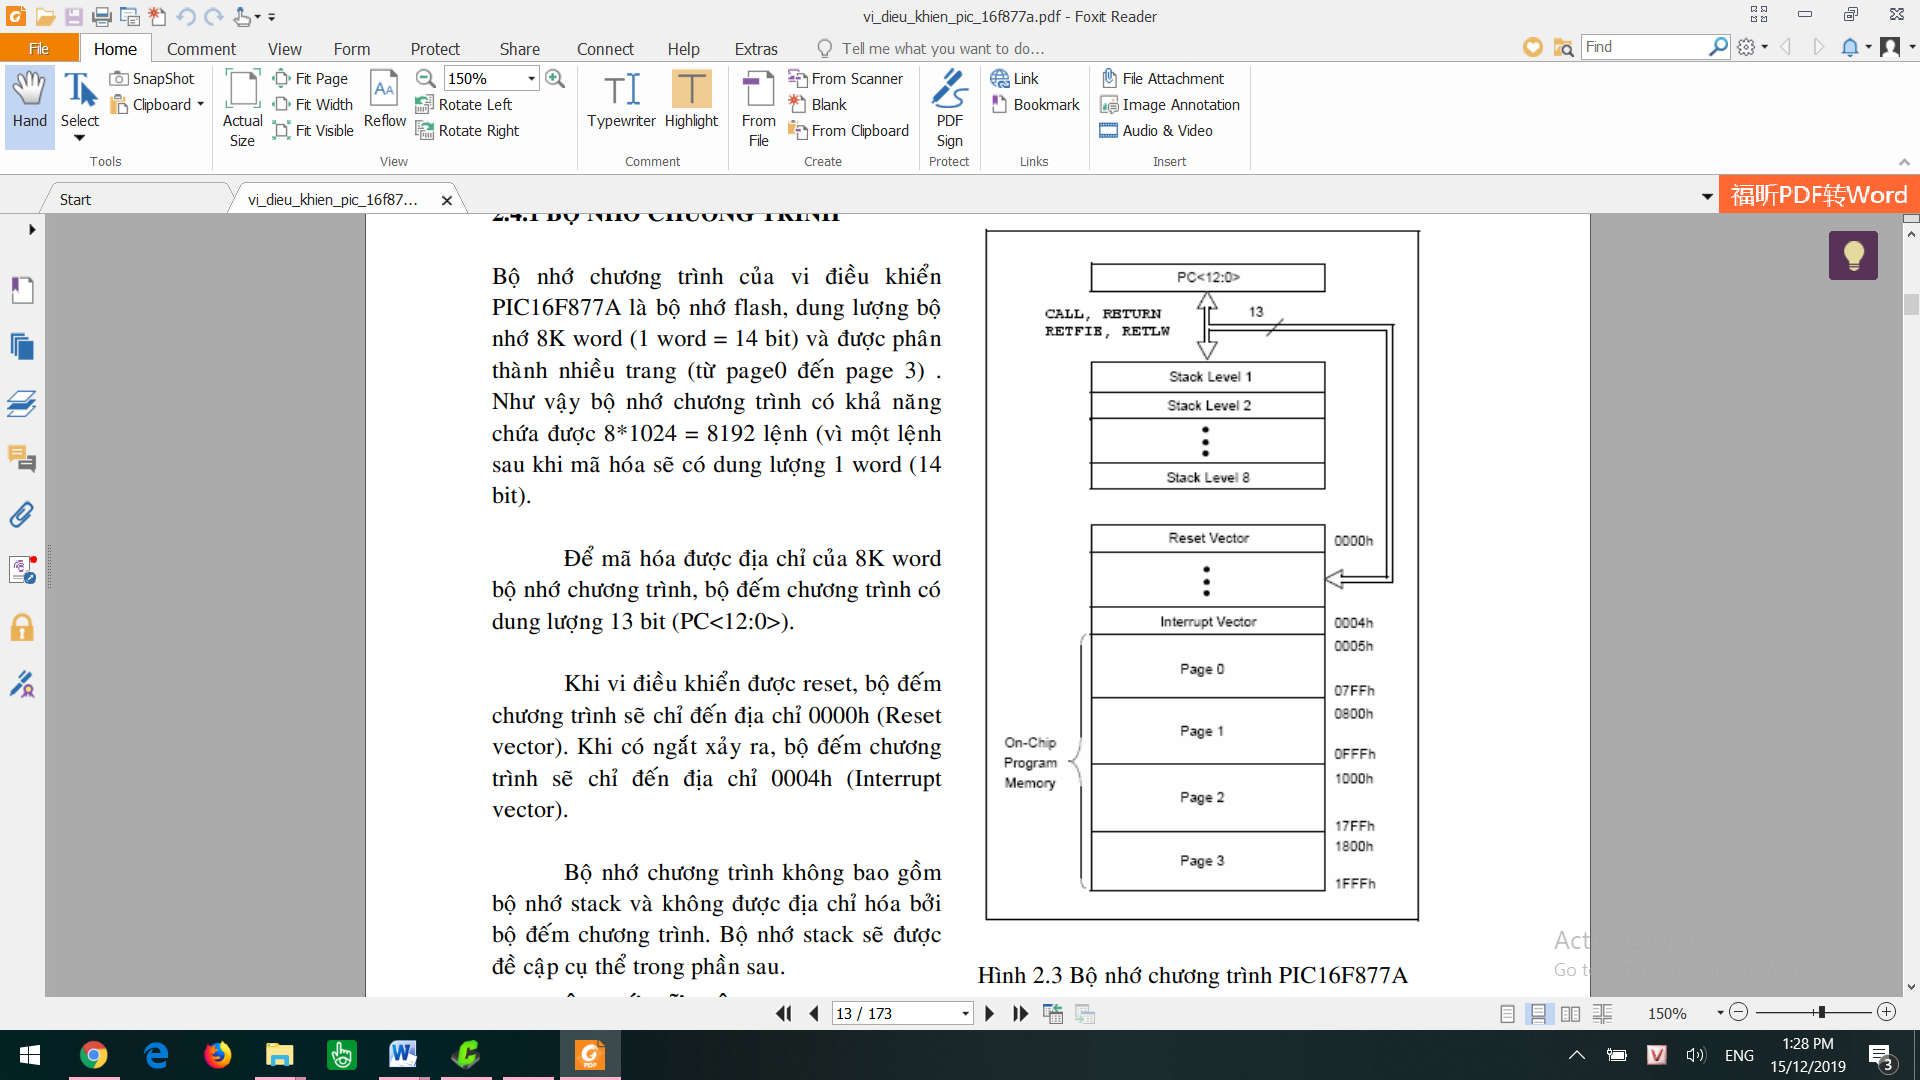 vi_dieu_khien_pic_16f877a.pdf - Foxit Reader
File
Home
Comment
View
Form
Protect
Share
Connect
Help
Extras
Tell me what you want to do...
Find
Hand
Select
SnapShot
Clipboard
Tools
Actual
Size
Fit Page
Fit Width
Fit Visible
Reflow
150%
Rotate Left
Rotate Right
View
Typewriter
Highlight
Comment
From
File
From Scanner
Blank
From Clipboard
Create
PDF
Sign
Protect
Link
Bookmark
Links
File Attachment
Image Annotation
Audio & Video
Insert
Start
vi_dieu_khien_pic_16f87...
福昕PDF转Word
2.4.1 BỘ NHỚ CHƯƠNG TRÌNH
Bộ nhớ chương trình của vi điều khiển
PIC16F877A là bộ nhớ flash, dung lượng bộ
nhớ 8K word (1 word = 14 bit) và được phân
thành nhiều trang (từ page0 đến page 3) .
Như vậy bộ nhớ chương trình có khả năng
chứa được 8*1024 = 8192 lệnh (vì một lệnh
sau khi mã hóa sẽ có dung lượng 1 word (14
bit).
Để mã hóa được địa chỉ của 8K word
bộ nhớ chương trình, bộ đếm chương trình có
dung lượng 13 bit (PC<12:0>).
Khi vi điều khiển được reset, bộ đếm
chương trình sẽ chỉ đến địa chỉ 0000h (Reset
vector). Khi có ngắt xảy ra, bộ đếm chương
trình sẽ chỉ đến địa chỉ 0004h (Interrupt
vector).
Bộ nhớ chương trình không bao gồm
bộ nhớ stack và không được địa chỉ hóa bởi
bộ đếm chương trình. Bộ nhớ stack sẽ được
đề cập cụ thể trong phần sau.
PC<12:0>
CALL, RETURN
RETFIE, RETLW
13
Stack Level 1
Stack Level 2
Stack Level 8
Reset Vector
0000h
Interrupt Vector
0004h
0005h
Page 0
07FFh
0800h
Page 1
0FFFh
1000h
On-Chip
Program
Memory
Page 2
17FFh
1800h
Page 3
1FFFh
Hình 2.3 Bộ nhớ chương trình PIC16F877A
Activate Windows
13 / 173
150%
ENG
1:28 PM
15/12/2019
3